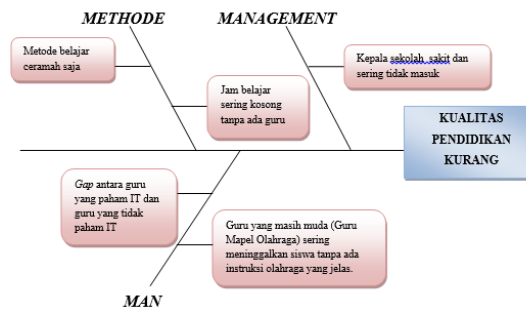 METHODE
MANAGEMENT
Metode belajar
ceramah saja
Jam belajar
sering kosong
tanpa ada guru
Kepala sekolah sakit dan
sering tidak masuk
KUALITAS
PENDIDIKAN
KURANG
Gap antara guru
yang paham IT dan
guru yang tidak
paham IT
Guru yang masih muda (Guru
Mapel Olahraga) sering
meninggalkan siswa tanpa ada
instruksi olahraga yang jelas.
MAN